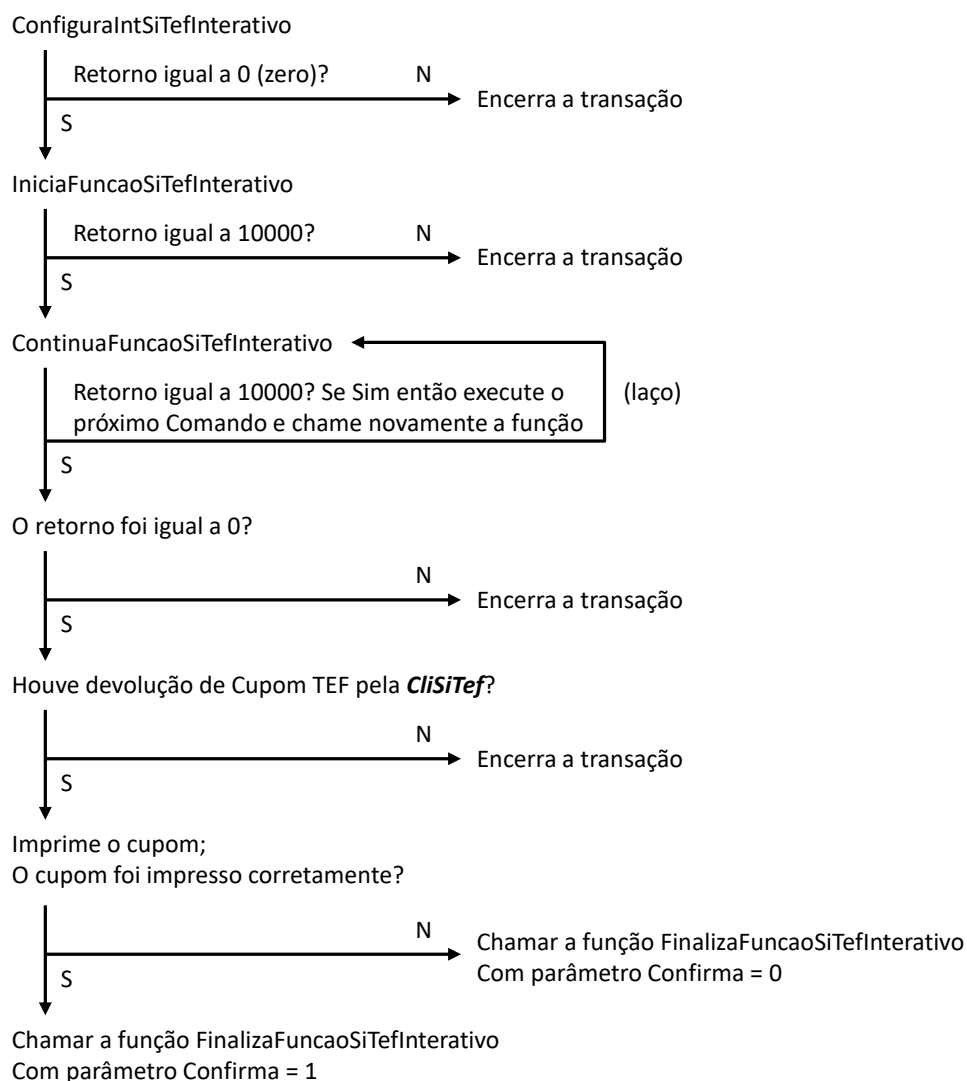 ConfiguraIntSiTefInterativo
Retorno igual a 0 (zero)?
N
Encerra a transação
S
IniciaFuncaoSiTefInterativo
Retorno igual a 10000?
N
Encerra a transação
S
ContinuaFuncaoSiTefInterativo
Retorno igual a 10000? Se Sim então execute o
próximo Comando e chame novamente a função
(laço)
S
O retorno foi igual a 0?
N
Encerra a transação
S
Houve devolução de Cupom TEF pela CliSiTef?
N
Encerra a transação
S
Imprime o cupom;
O cupom foi impresso corretamente?
N
Chamar a função FinalizaFuncaoSiTefInterativo
Com parâmetro Confirma = 0
S
Chamar a função FinalizaFuncaoSiTefInterativo
Com parâmetro Confirma = 1